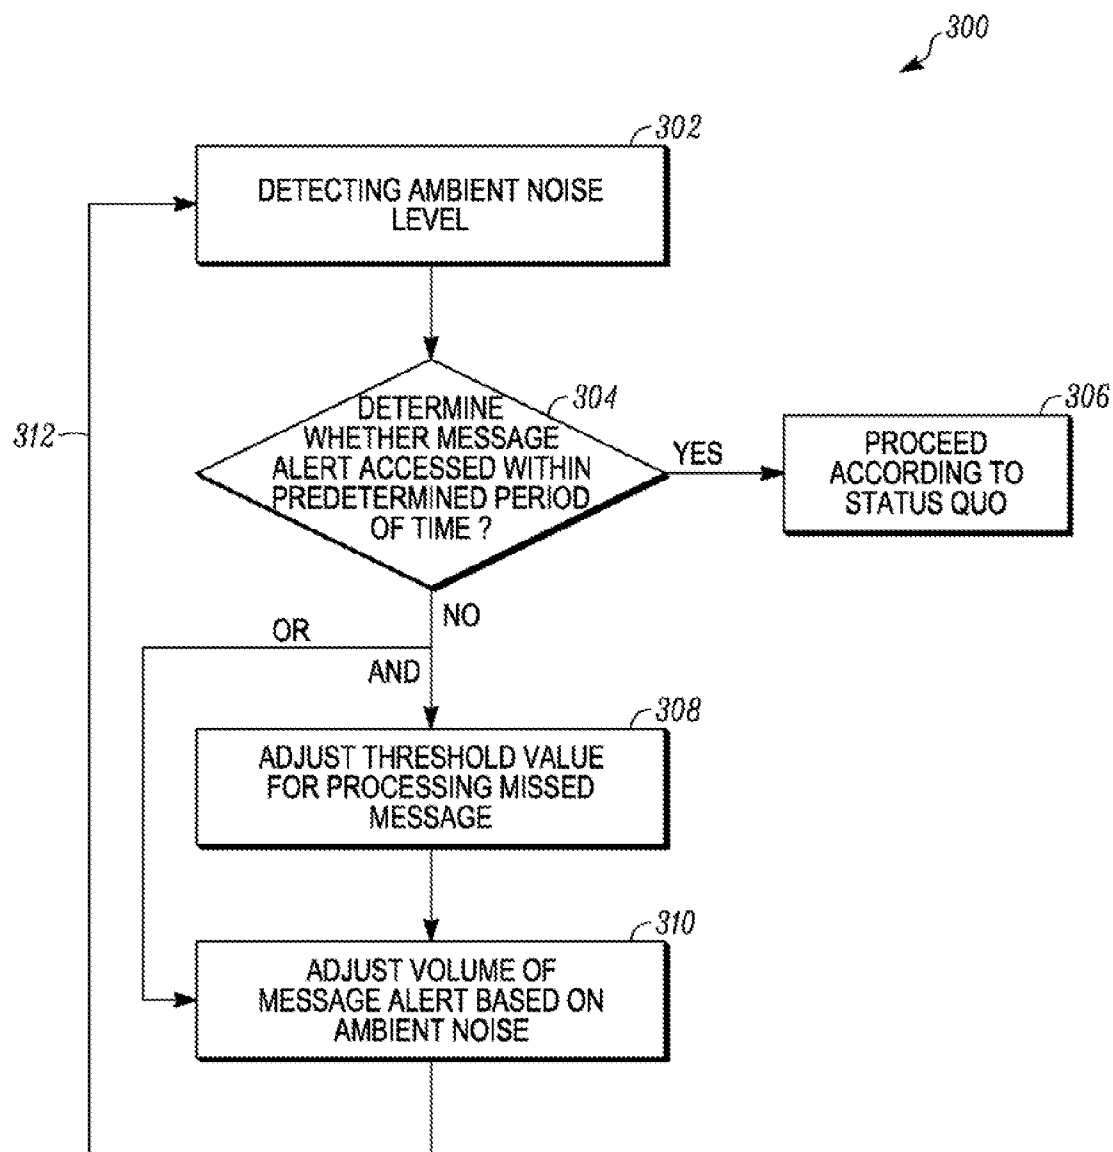 300
302
DETECTING AMBIENT NOISE
LEVEL
304
DETERMINE
WHETHER MESSAGE
ALERT ACCESSED WITHIN
PREDETERMINED PERIOD
OF TIME ?
YES
306
PROCEED
ACCORDING TO
STATUS QUO
312
NO
OR
AND
308
ADJUST THRESHOLD VALUE
FOR PROCESSING MISSED
MESSAGE
310
ADJUST VOLUME OF
MESSAGE ALERT BASED ON
AMBIENT NOISE